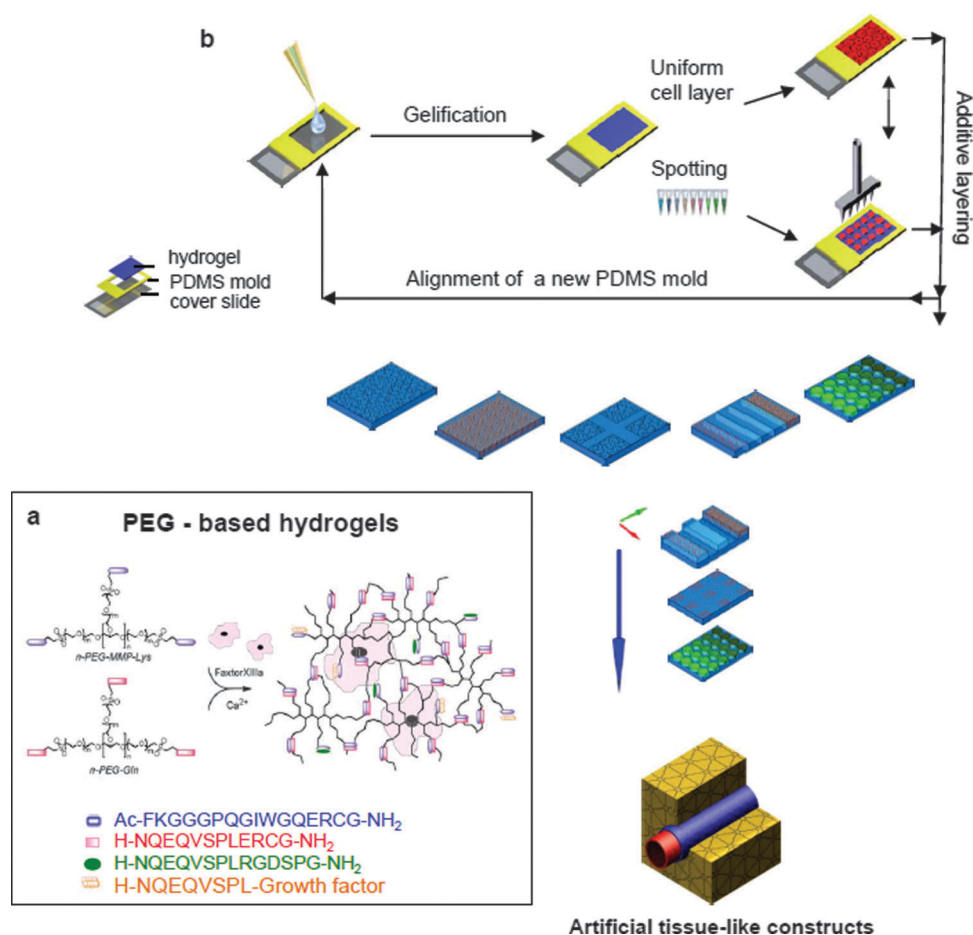 b
Uniform
cell layer
Gelification
Spotting
Additive layering
hydrogel
PDMS mold
cover slide
Alignment of a new PDMS mold
a
PEG - based hydrogels
n-PEG-MMP-Lys
FaxterXIIIa
Ca²⁺
n-PEG-Gln
Ac-FKGGGPQGIWGQERCG-NH₂
H-NQEQVSPLERCG-NH₂
H-NQEQVSPLRGDSPG-NH₂
H-NQEQVSPL-Growth factor
Artificial tissue-like constructs